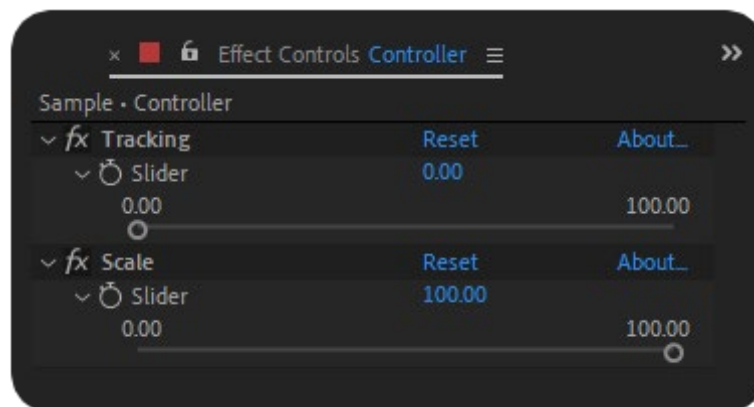 × Effect Controls Controller ≡ »
Sample • Controller
fx Tracking Reset About...
Slider 0.00
0.00 100.00
fx Scale Reset About...
Slider 100.00
0.00 100.00